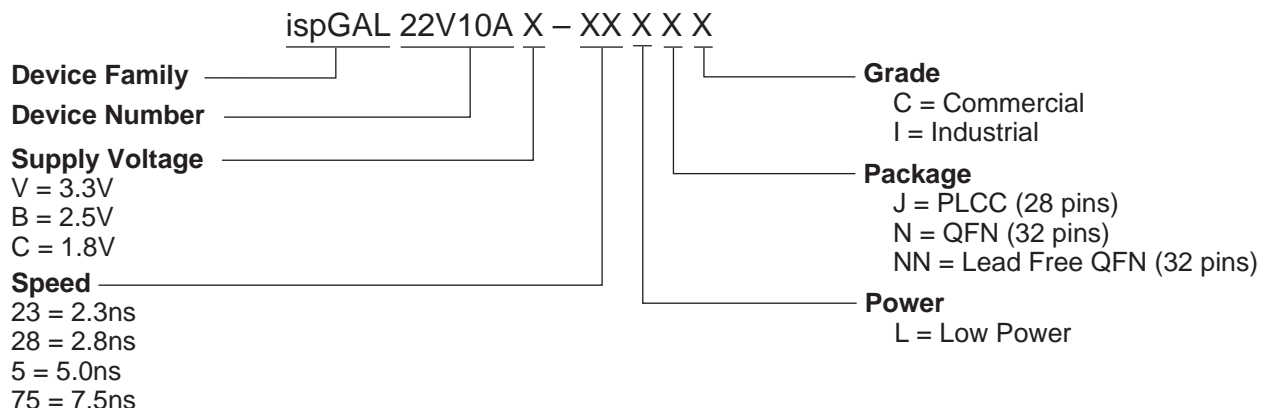 ispGAL 22V10A X – XX X X X
Device Family
Device Number
Supply Voltage
V = 3.3V
B = 2.5V
C = 1.8V
Speed
23 = 2.3ns
28 = 2.8ns
5 = 5.0ns
75 = 7.5ns
Grade
C = Commercial
I = Industrial
Package
J = PLCC (28 pins)
N = QFN (32 pins)
NN = Lead Free QFN (32 pins)
Power
L = Low Power